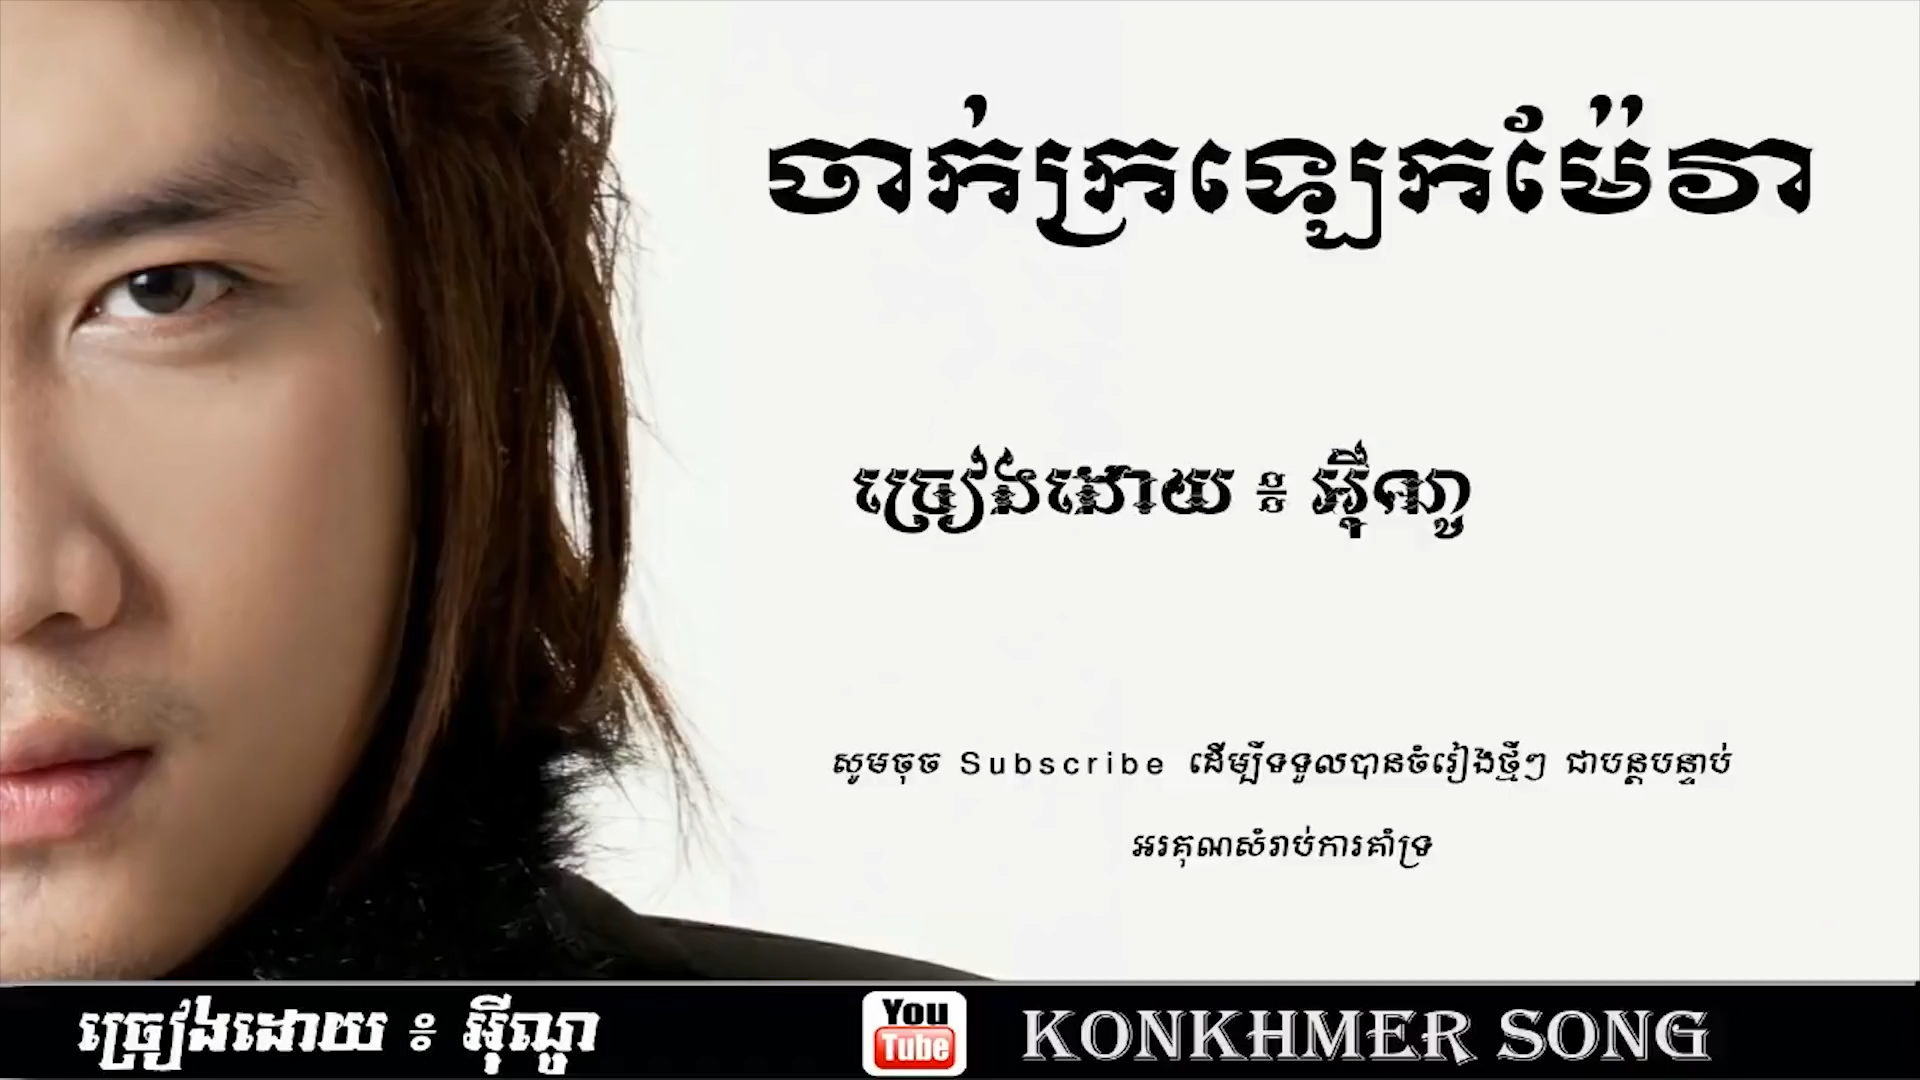 ចាក់ក្រឡេកម៉ែវា
ច្រៀងដោយ ៖ អ៊ីណូ
សូមចុច Subscribe ដើម្បីទទួលបានចំរៀងថ្មីៗ ជាបន្តបន្ទាប់
អរគុណសំរាប់ការគាំទ្រ
ច្រៀងដោយ ៖ អ៊ីណូ
You
Tube
KONKHMER SONG